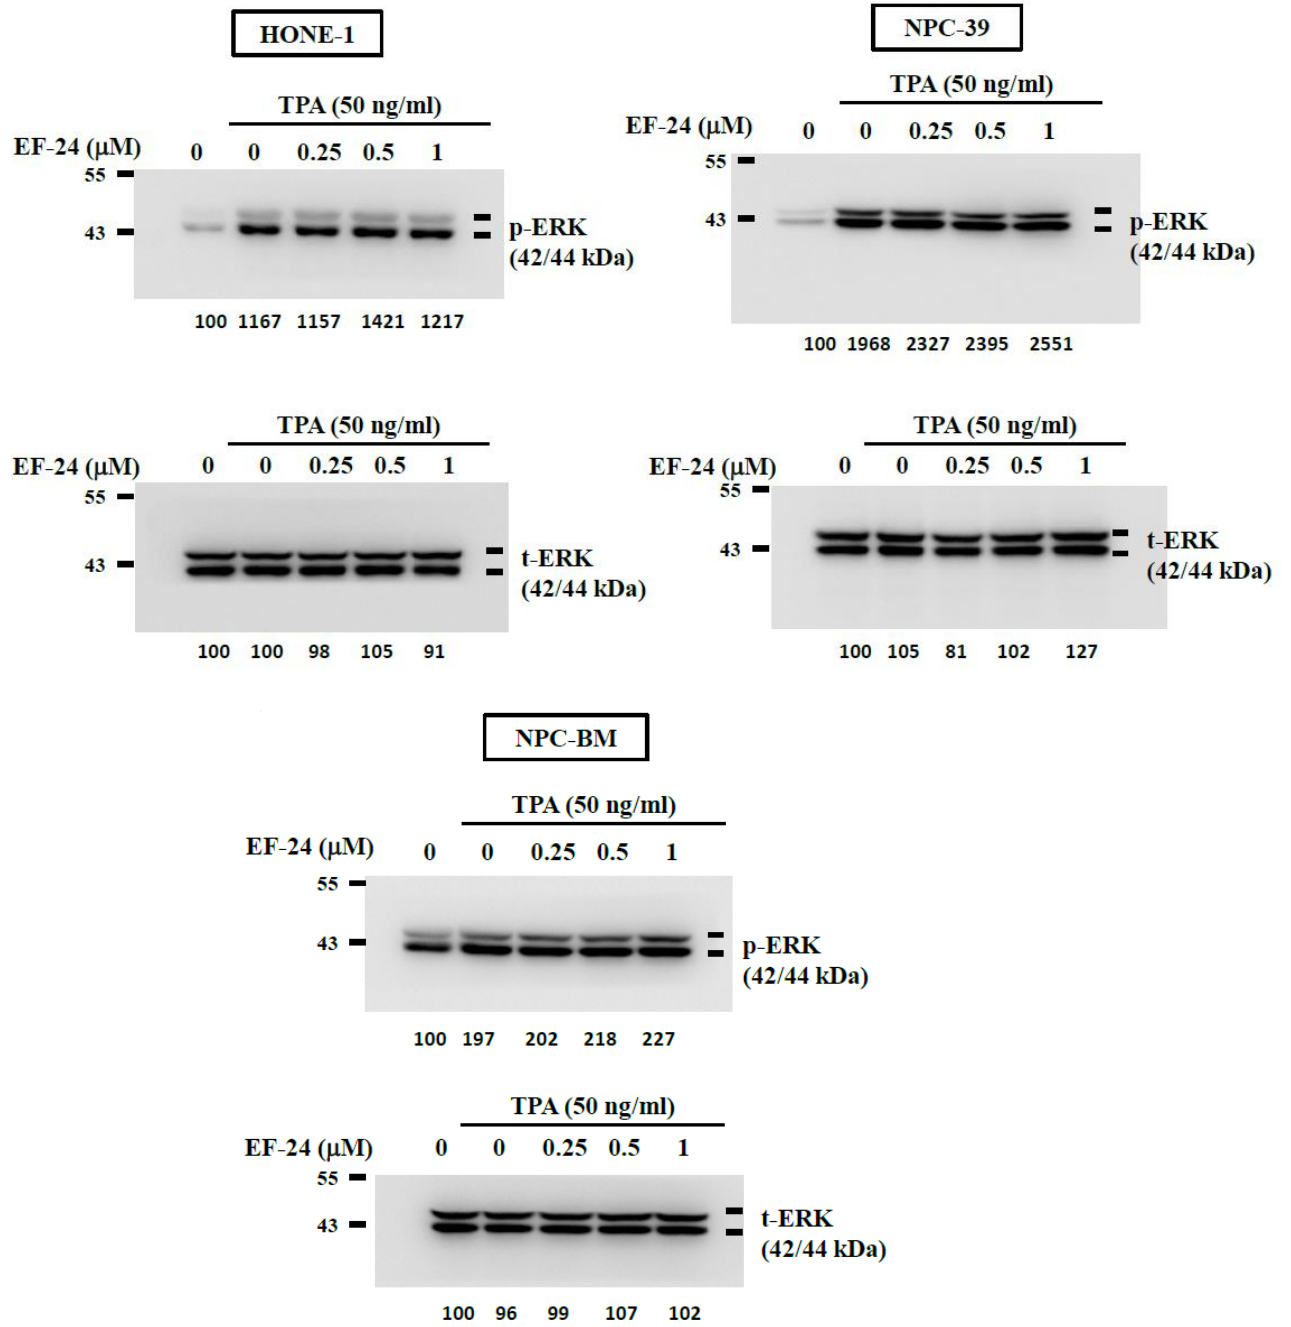 HONE-1
TPA (50 ng/ml)
EF-24 (μM) 0 0 0.25 0.5 1
55
43
p-ERK
(42/44 kDa)
100 1167 1157 1421 1217
NPC-39
TPA (50 ng/ml)
EF-24 (μM) 0 0 0.25 0.5 1
55
43
p-ERK
(42/44 kDa)
100 1968 2327 2395 2551
TPA (50 ng/ml)
EF-24 (μM) 0 0 0.25 0.5 1
55
43
t-ERK
(42/44 kDa)
100 100 98 105 91
TPA (50 ng/ml)
EF-24 (μM) 0 0 0.25 0.5 1
55
43
t-ERK
(42/44 kDa)
100 105 81 102 127
NPC-BM
TPA (50 ng/ml)
EF-24 (μM) 0 0 0.25 0.5 1
55
43
p-ERK
(42/44 kDa)
100 197 202 218 227
TPA (50 ng/ml)
EF-24 (μM) 0 0 0.25 0.5 1
55
43
t-ERK
(42/44 kDa)
100 96 99 107 102